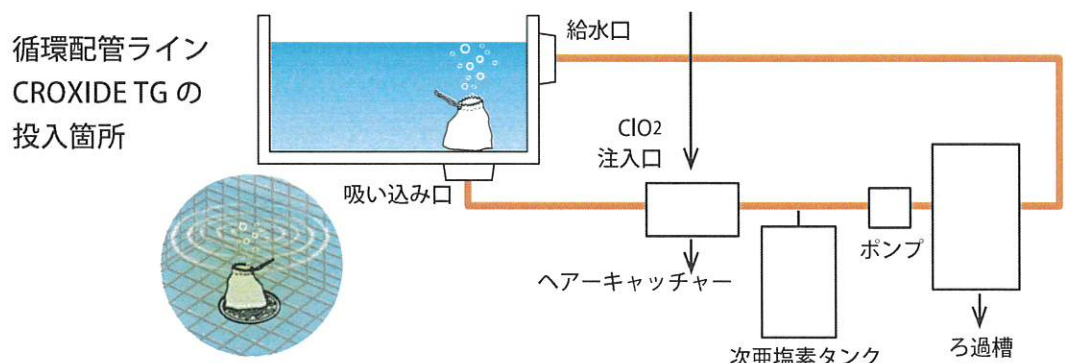 循環配管ライン
CROXIDE TG の
投入箇所
給水口
ClO2
注入口
吸い込み口
ヘアーキャッチャー
ポンプ
次亜塩素タンク
ろ過槽